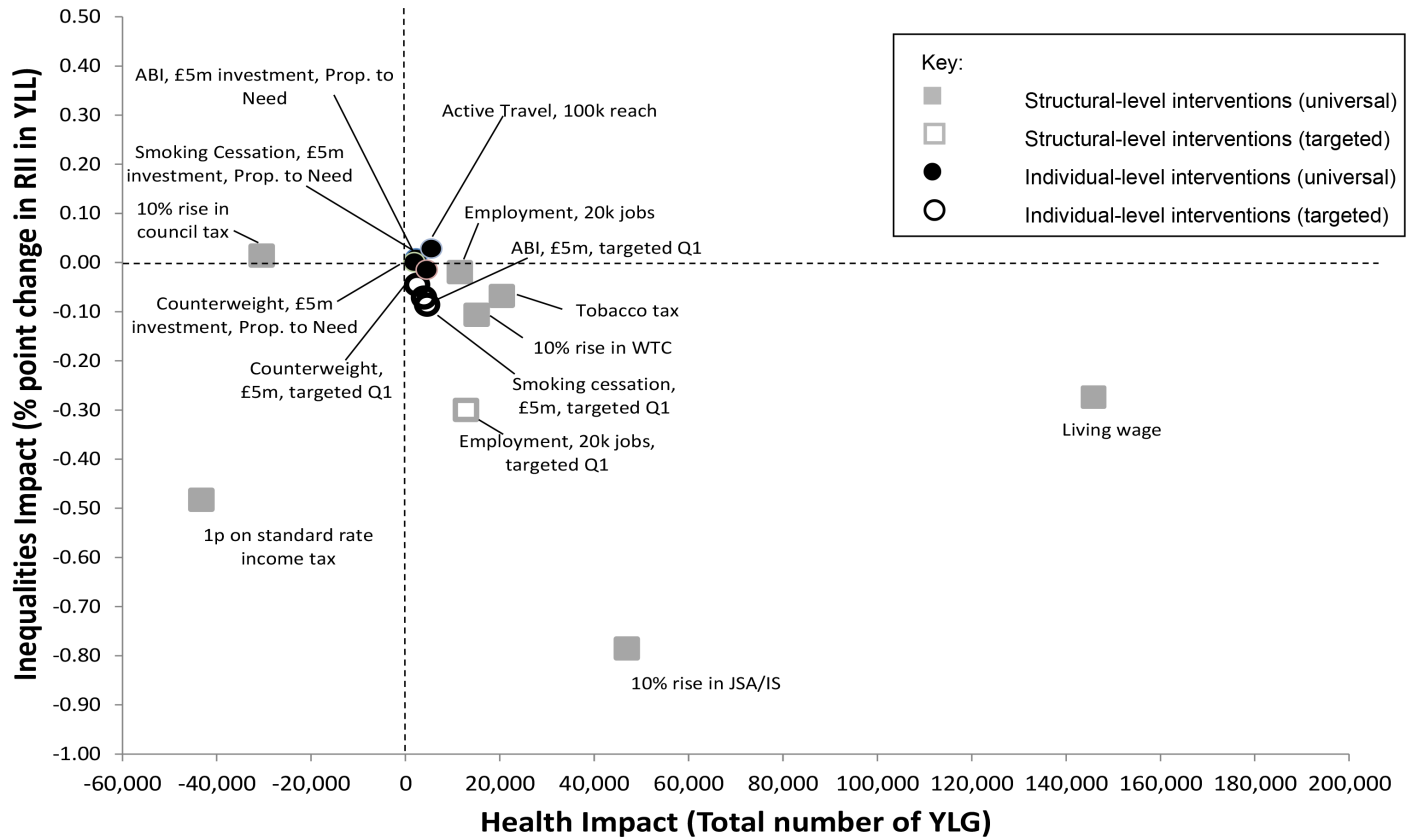 Inequalities Impact (% point change in RII in YLL)
0.50
0.40
0.30
0.20
0.10
0.00
-0.10
-0.20
-0.30
-0.40
-0.50
-0.60
-0.70
-0.80
-0.90
-1.00
ABI, £5m investment, Prop. to
Need
Active Travel, 100k reach
Smoking Cessation, £5m
investment, Prop. to Need
10% rise in
council tax
Employment, 20k jobs
ABI, £5m, targeted Q1
Counterweight, £5m
investment, Prop. to Need
Tobacco tax
10% rise in WTC
Counterweight,
£5m, targeted Q1
Smoking cessation,
£5m, targeted Q1
Employment, 20k jobs,
targeted Q1
Living wage
1p on standard rate
income tax
10% rise in JSA/IS
Key:
Structural-level interventions (universal)
Structural-level interventions (targeted)
Individual-level interventions (universal)
Individual-level interventions (targeted)
-60,000 -40,000 -20,000 0 20,000 40,000 60,000 80,000 100,000 120,000 140,000 160,000 180,000 200,000
Health Impact (Total number of YLG)